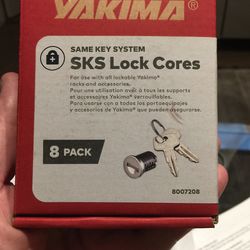 YAKIMA®
SAME KEY SYSTEM
SKS Lock Cores
For use with all lockable Yakima®
racks and accessories.
Pour une utilisation avec tous les supports
et accessoires Yakima® verrouillables.
Para usarse con a todos los portaequipajes
y accesorios de Yakima® que pueden asegurarse.
8 PACK
8007208